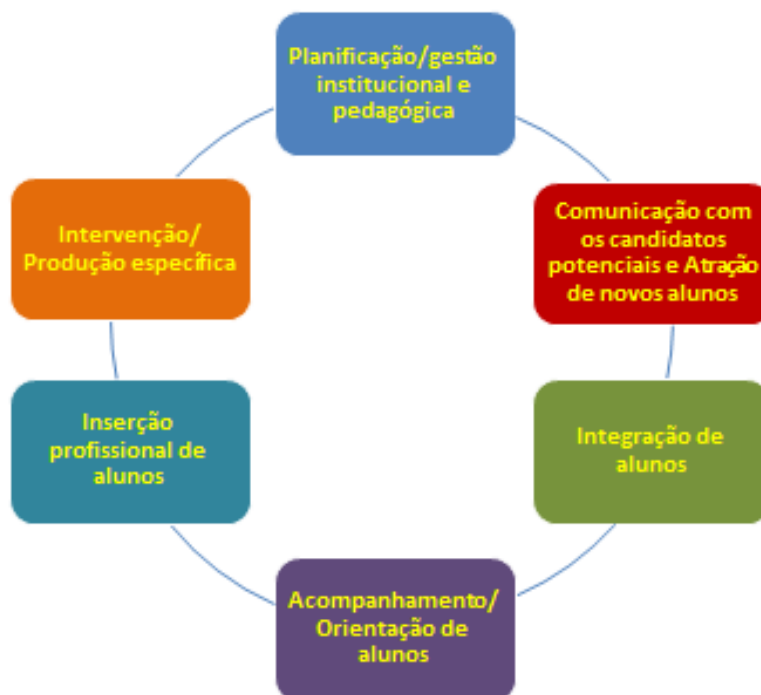 Planificação/gestão
institucional e
pedagógica
Comunicação com
os candidatos
potenciais e Atração
de novos alunos
Integração de
alunos
Acompanhamento/
Orientação de
alunos
Inserção
profissional de
alunos
Intervenção/
Produção específica